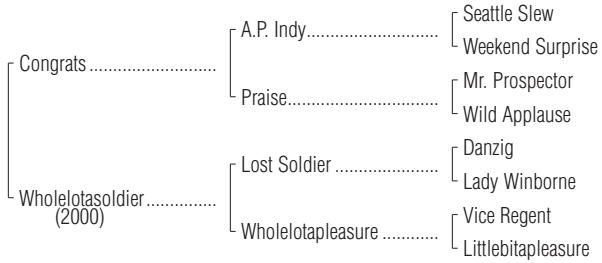 Seattle Slew
A.P. Indy..............................
Weekend Surprise
Congrats .............................
Mr. Prospector
Praise..................................
Wild Applause
Danzig
Lost Soldier ........................
Lady Winborne
Wholelotasoldier................
(2000)
Vice Regent
Wholelotapleasure .............
Littlebitapleasure